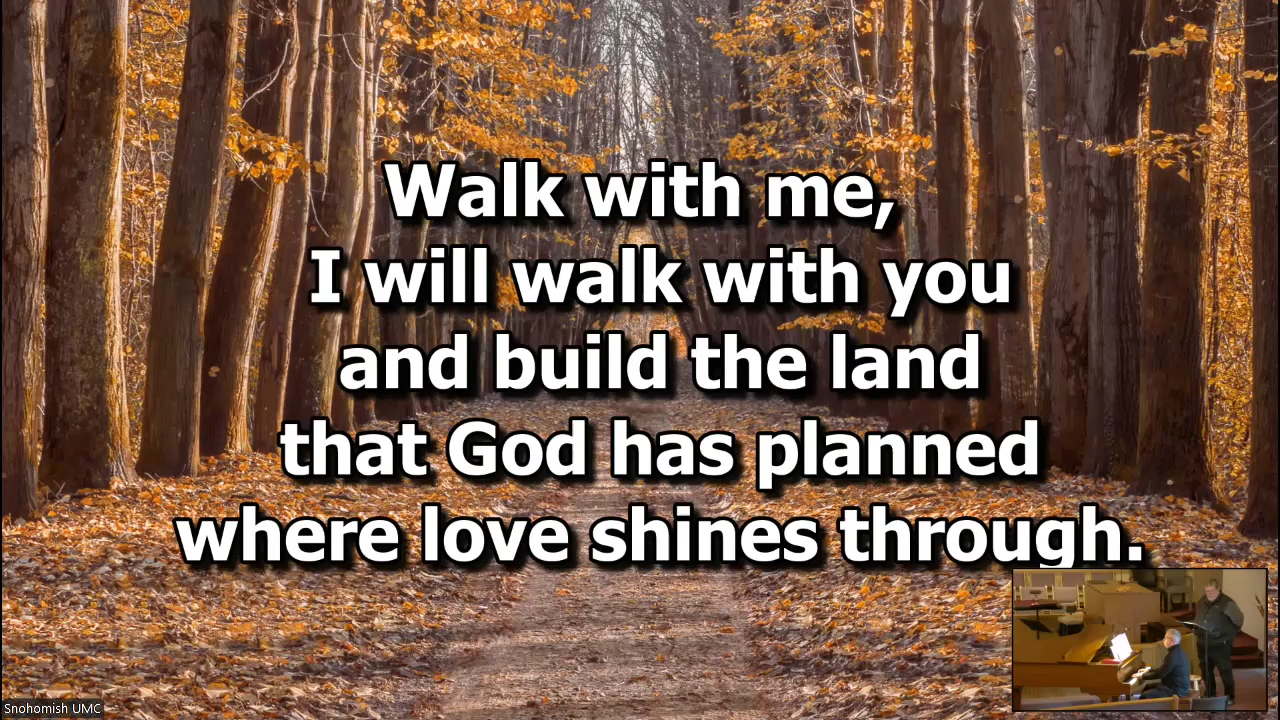 Walk with me,
I will walk with you
and build the land
that God has planned
where love shines through.
Snohomish UMC